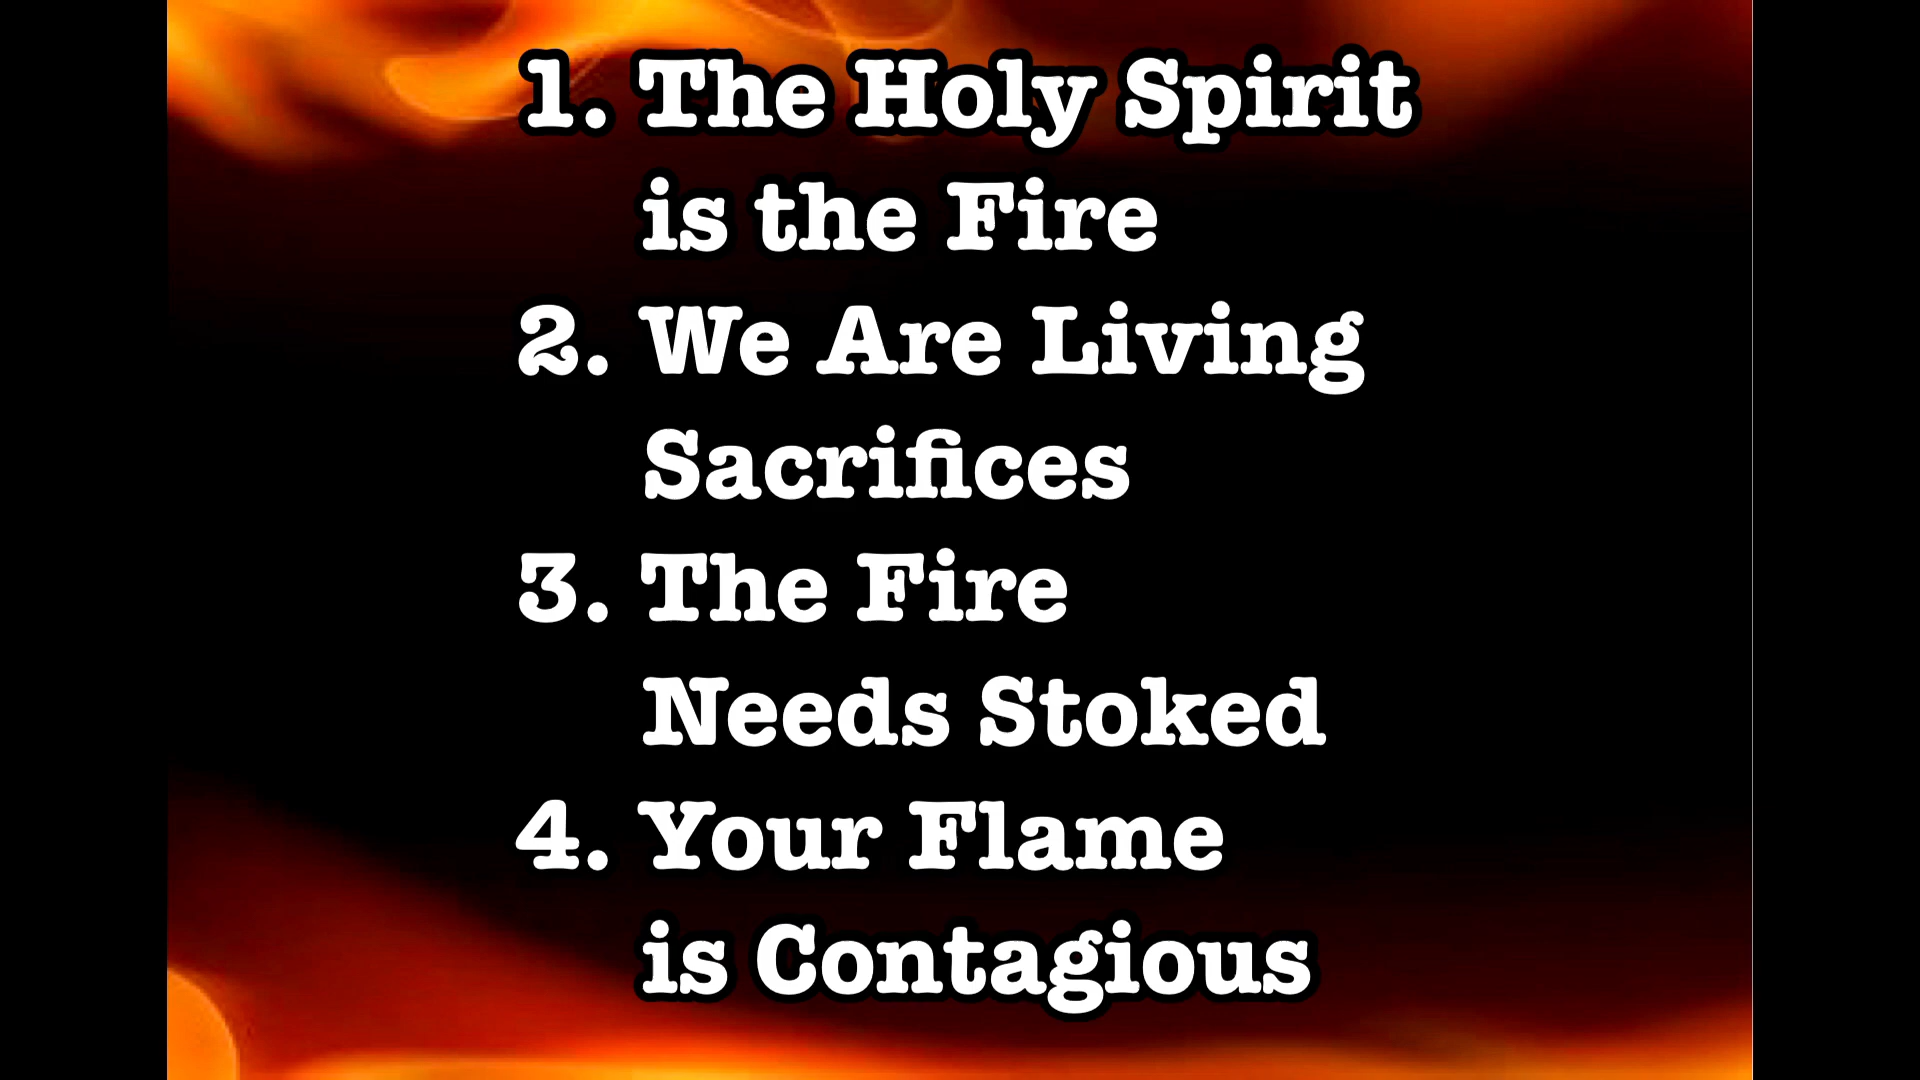 1. The Holy Spirit
is the Fire
2. We Are Living
Sacrifices
3. The Fire
Needs Stoked
4. Your Flame
is Contagious